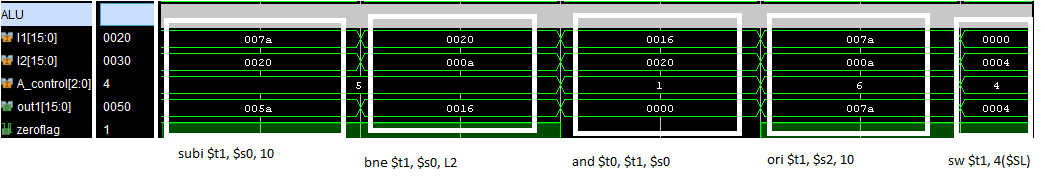 ALU
I1[15:0] 0020 007a 0020 0016 007a 0000
I2[15:0] 0030 0020 000a 0020 000a 0004
A_control[2:0] 4 5 1 6 4
out1[15:0] 0050 005a 0016 0000 007a 0004
zeroflag 1
subi $t1, $s0, 10
bne $t1, $s0, L2
and $t0, $t1, $s0
ori $t1, $s2, 10
sw $t1, 4($SL)